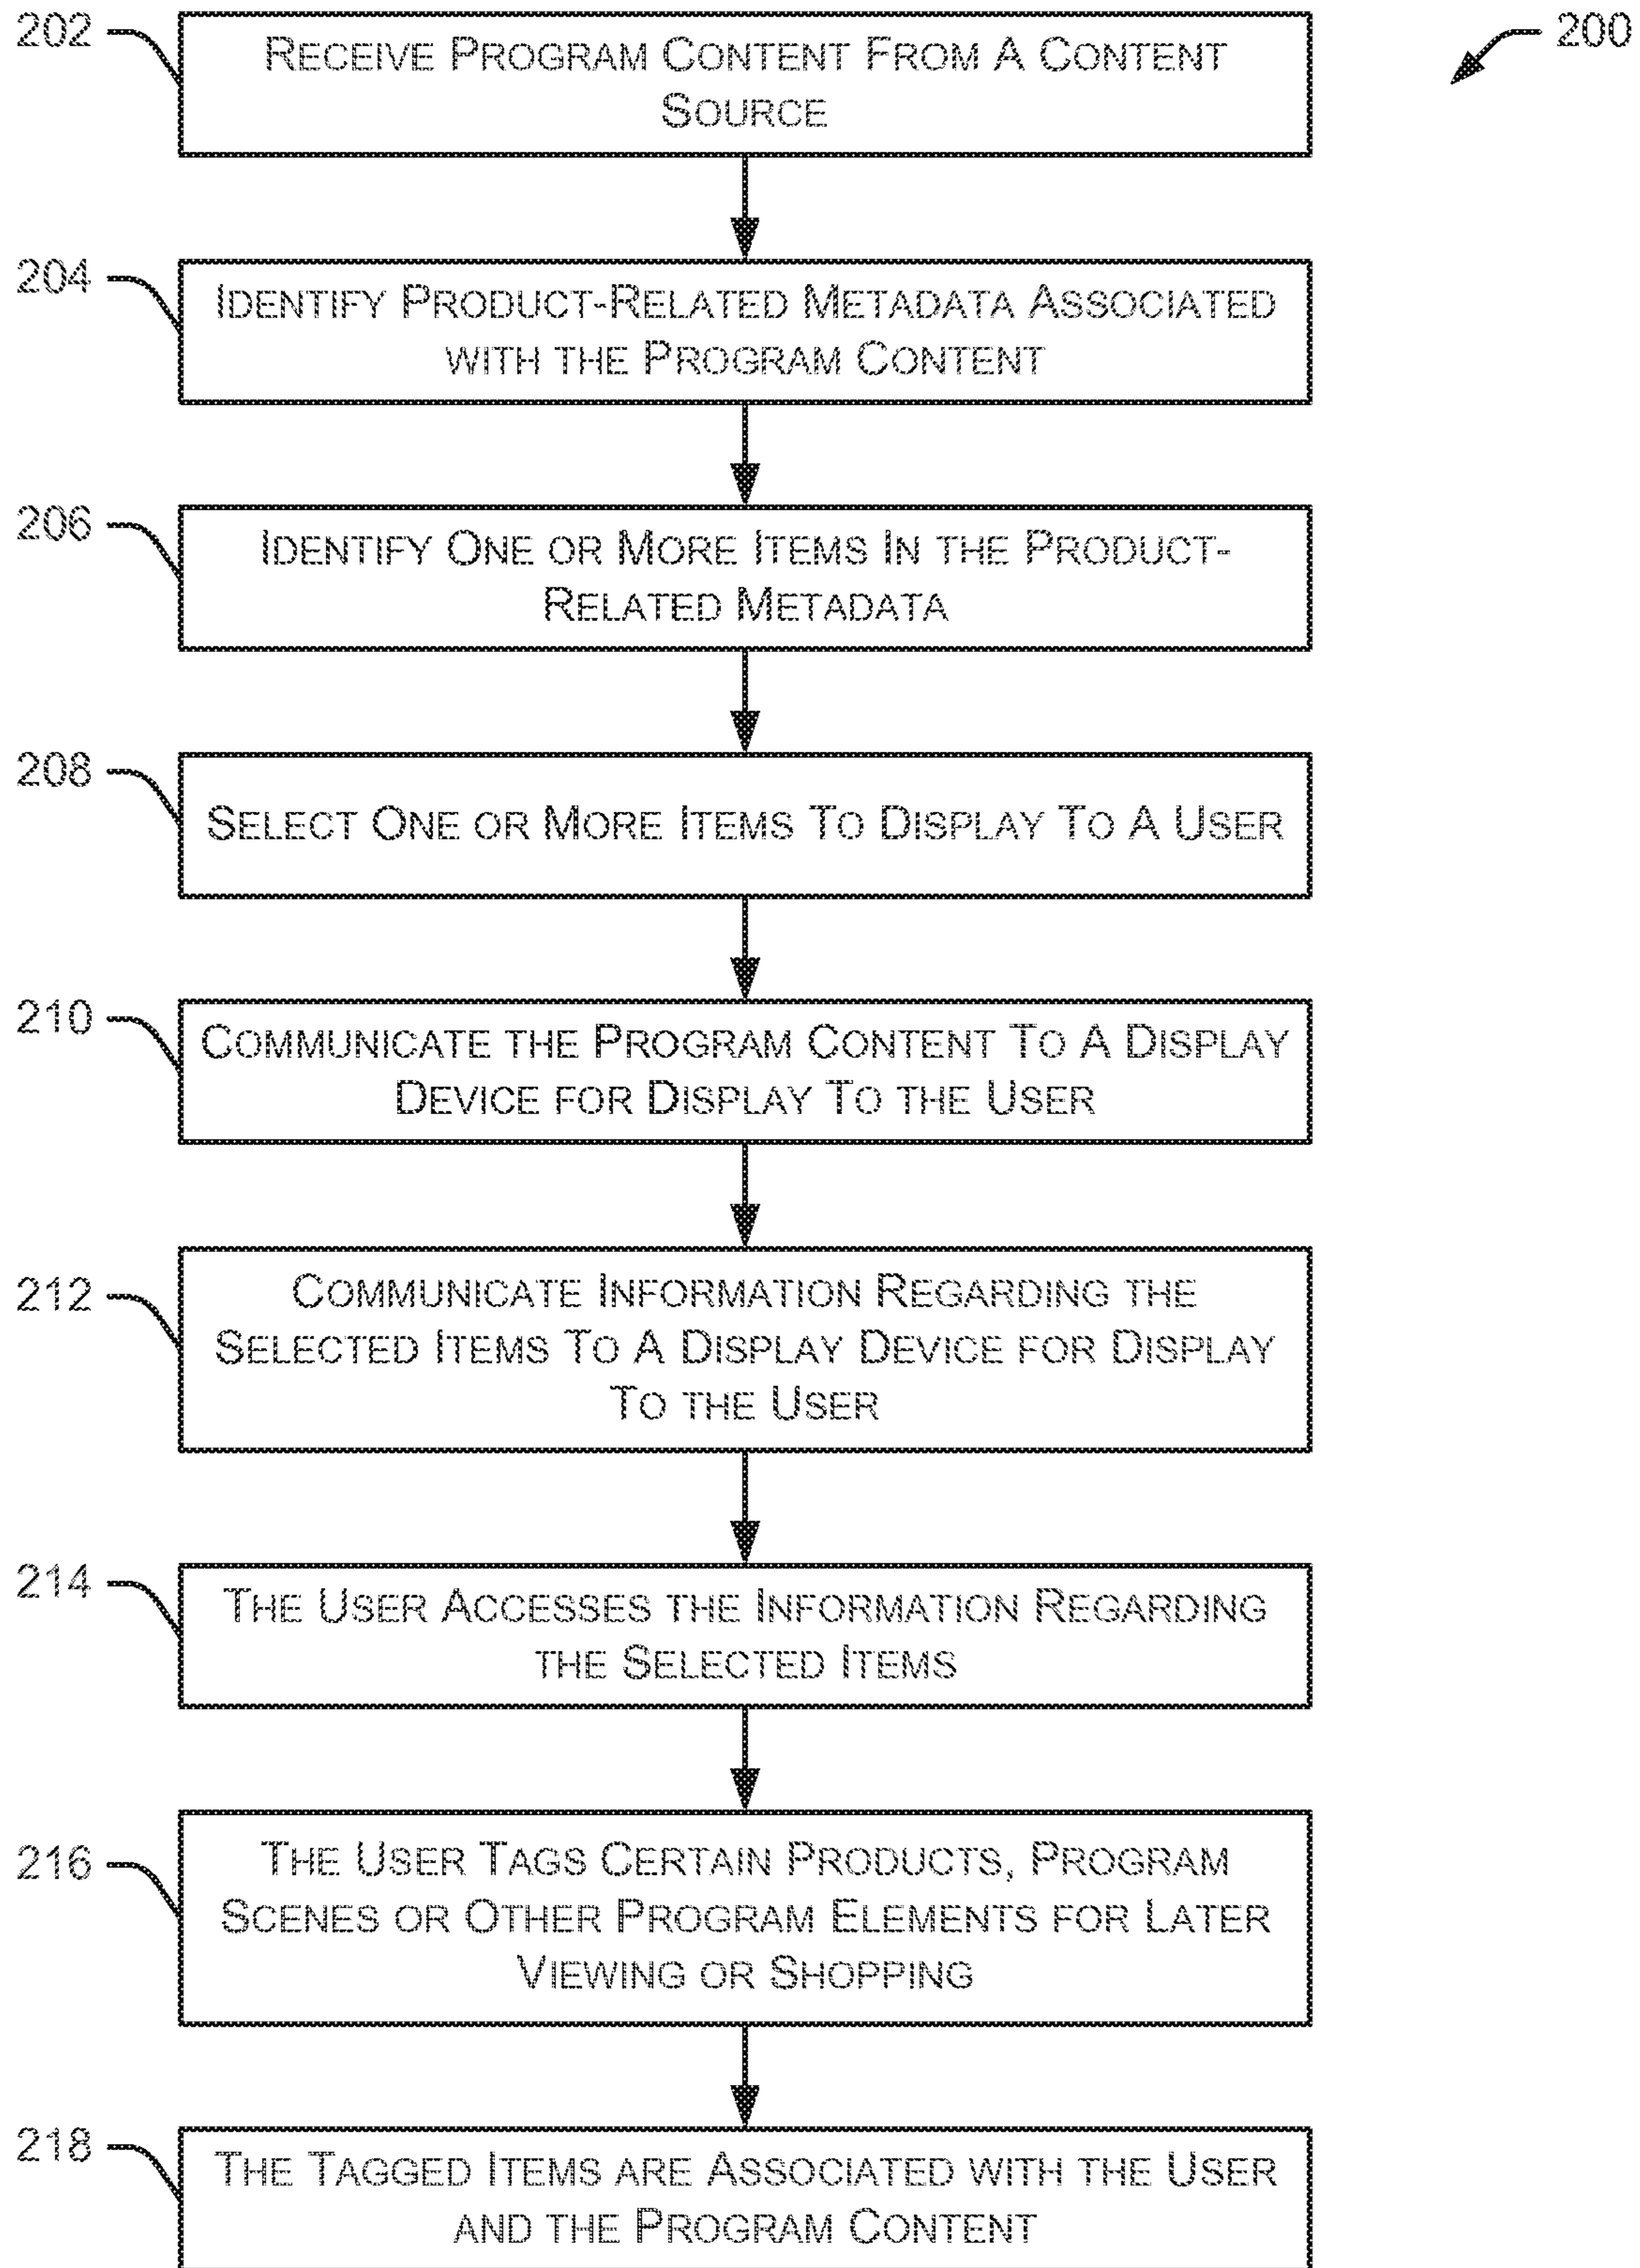 200
202
RECEIVE PROGRAM CONTENT FROM A CONTENT
SOURCE
204
IDENTIFY PRODUCT-RELATED METADATA ASSOCIATED
WITH THE PROGRAM CONTENT
206
IDENTIFY ONE OR MORE ITEMS IN THE PRODUCT-
RELATED METADATA
208
SELECT ONE OR MORE ITEMS TO DISPLAY TO A USER
210
COMMUNICATE THE PROGRAM CONTENT TO A DISPLAY
DEVICE FOR DISPLAY TO THE USER
212
COMMUNICATE INFORMATION REGARDING THE
SELECTED ITEMS TO A DISPLAY DEVICE FOR DISPLAY
TO THE USER
214
THE USER ACCESSES THE INFORMATION REGARDING
THE SELECTED ITEMS
216
THE USER TAGS CERTAIN PRODUCTS, PROGRAM
SCENES OR OTHER PROGRAM ELEMENTS FOR LATER
VIEWING OR SHOPPING
218
THE TAGGED ITEMS ARE ASSOCIATED WITH THE USER
AND THE PROGRAM CONTENT